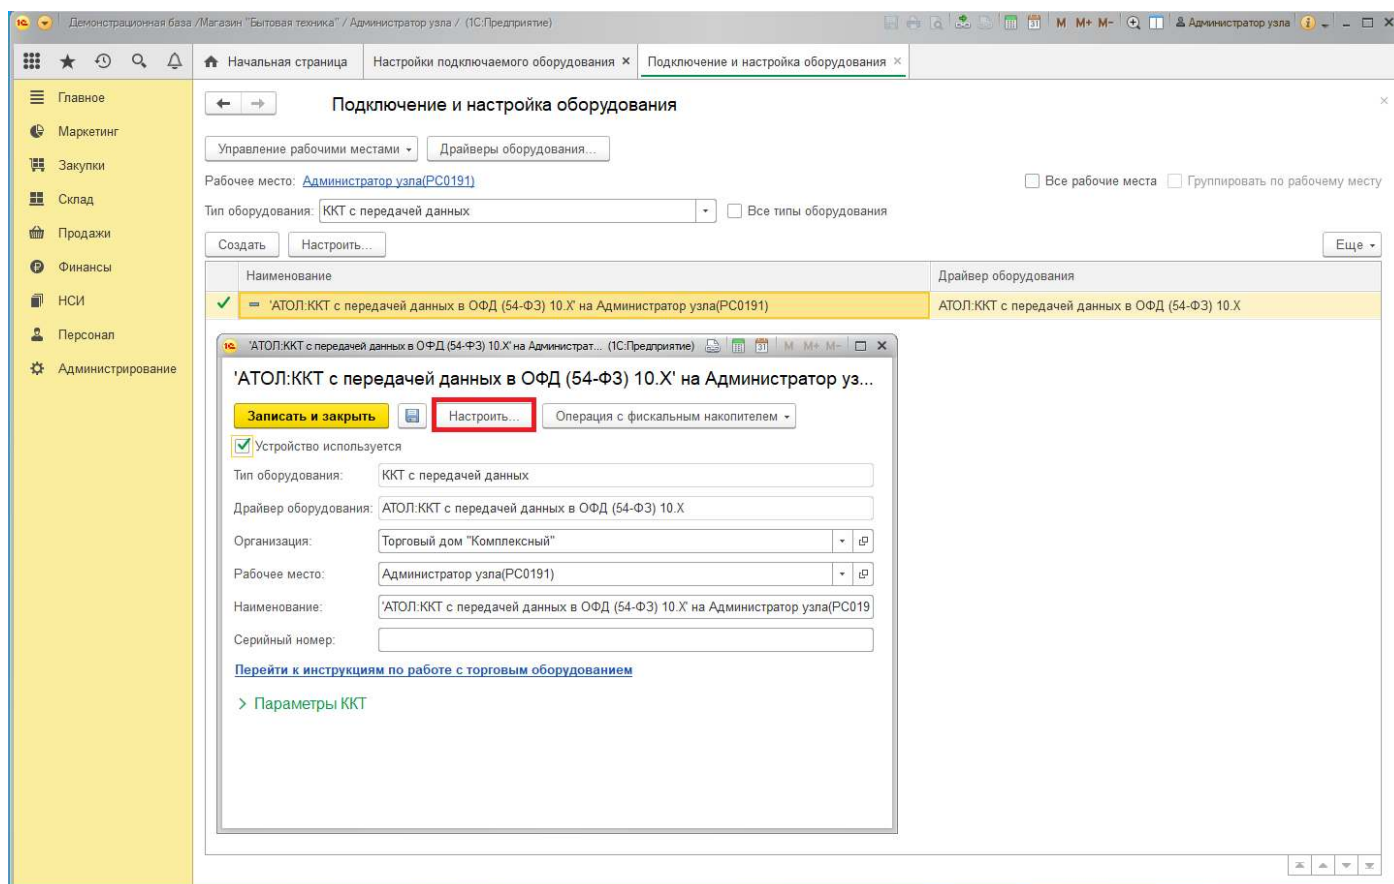 1С Демонстрационная база /Магазин "Бытовая техника" / Администратор узла / (1С:Предприятие) 31 M M+ M- Администратор узла
Начальная страница Настройки подключаемого оборудования × Подключение и настройка оборудования ×
Главное
Маркетинг
Закупки
Склад
Продажи
Финансы
НСИ
Персонал
Администрирование
Подключение и настройка оборудования ×
Управление рабочими местами Драйверы оборудования...
Рабочее место: Администратор узла(PC0191) Все рабочие места Группировать по рабочему месту
Тип оборудования: ККТ с передачей данных Все типы оборудования
Создать Настроить... Еще
Наименование Драйвер оборудования
'АТОЛ:ККТ с передачей данных в ОФД (54-ФЗ) 10.X' на Администратор узла(PC0191) АТОЛ:ККТ с передачей данных в ОФД (54-ФЗ) 10.X
1С 'АТОЛ:ККТ с передачей данных в ОФД (54-ФЗ) 10.X' на Администрат... (1С:Предприятие) 31 M M+ M-
'АТОЛ:ККТ с передачей данных в ОФД (54-ФЗ) 10.X' на Администратор уз...
Записать и закрыть Настроить... Операция с фискальным накопителем
Устройство используется
Тип оборудования: ККТ с передачей данных
Драйвер оборудования: АТОЛ:ККТ с передачей данных в ОФД (54-ФЗ) 10.X
Организация: Торговый дом "Комплексный"
Рабочее место: Администратор узла(PC0191)
Наименование: 'АТОЛ:ККТ с передачей данных в ОФД (54-ФЗ) 10.X' на Администратор узла(PC019
Серийный номер:
Перейти к инструкциям по работе с торговым оборудованием
Параметры ККТ